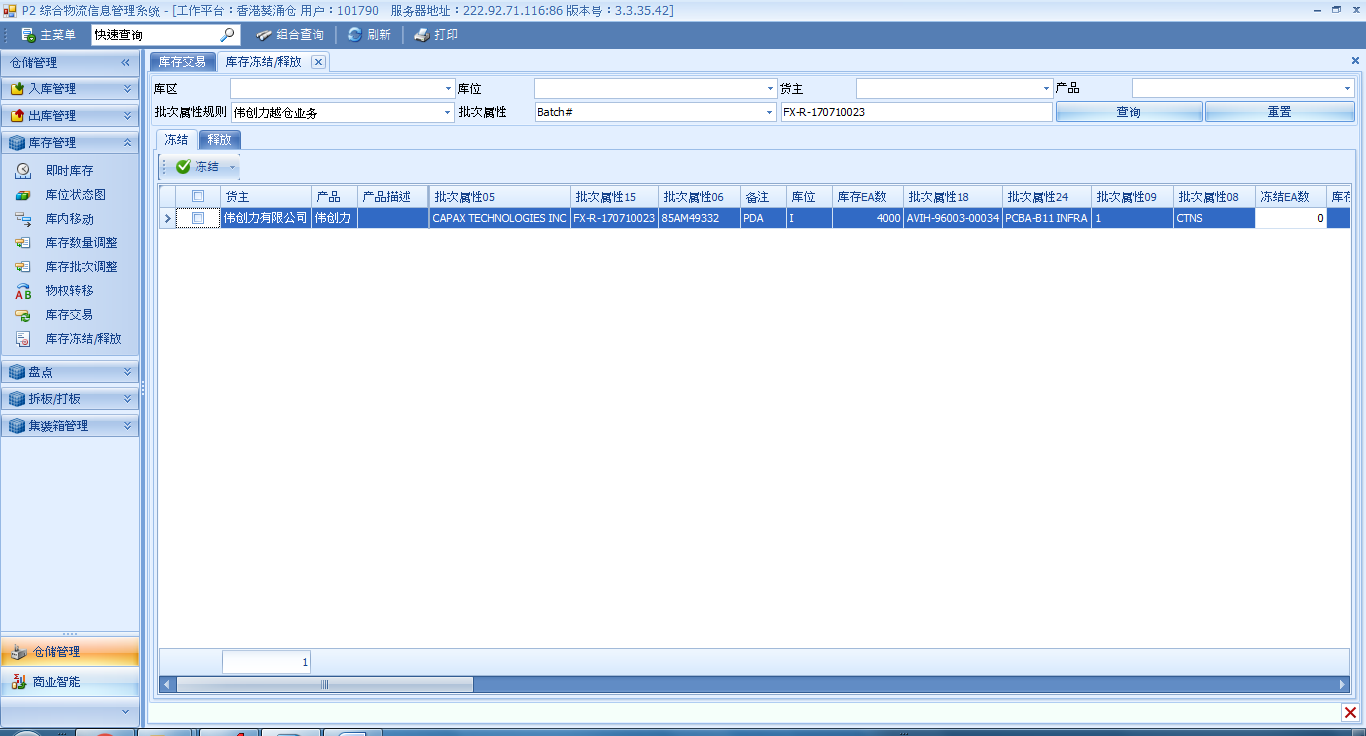 P2 综合物流信息管理系统 - [工作平台：香港葵涌仓 用户：101790 服务器地址：222.92.71.116:86 版本号：3.3.35.42]
主菜单 快速查询 组合查询 刷新 打印
仓储管理
入库管理
出库管理
库存管理
即时库存
库位状态图
库内移动
库存数量调整
库存批次调整
物权转移
库存交易
库存冻结/释放
盘点
拆板/打板
集装箱管理
仓储管理
商业智能
库存交易 库存冻结/释放
库区 库位 货主 产品
批次属性规则 伟创力越仓业务 批次属性 Batch# FX-R-170710023 查询 重置
冻结 释放
冻结
货主 产品 产品描述 批次属性05 批次属性15 批次属性06 备注 库位 库存EA数 批次属性18 批次属性24 批次属性09 批次属性08 冻结EA数 库存
伟创力有限公司 伟创力 CAPAX TECHNOLOGIES INC FX-R-170710023 85AM49332 PDA I 4000 AVIH-96003-00034 PCBA-B11 INFRA 1 CTNS 0
1